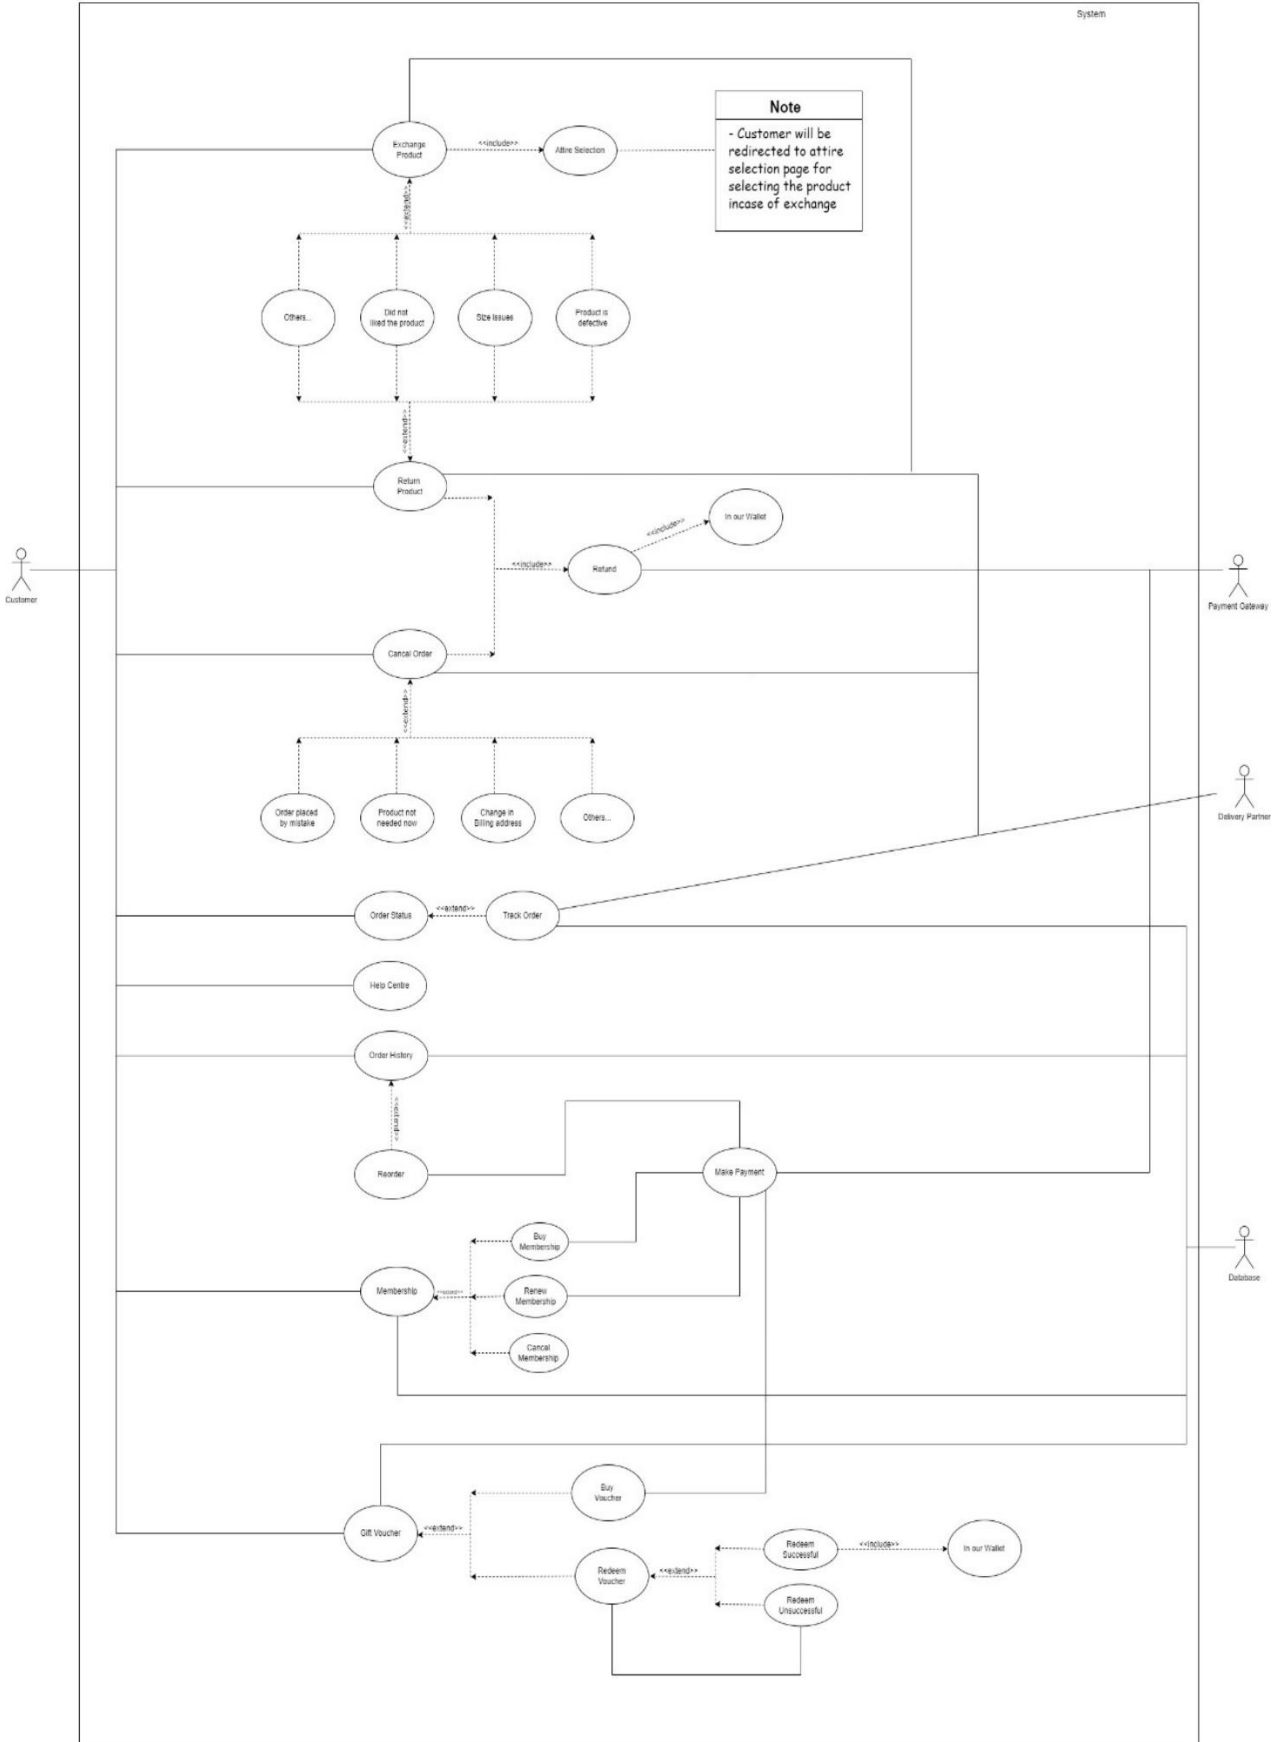 System
Note
- Customer will be
redirected to attire
selection page for
selecting the product
incase of exchange
Exchange
Product
<<include>>
Attire Selection
<<extend>>
Others...
Did not
liked the product
Size Issues
Product is
defective
<<extend>>
Return
Product
<<include>>
In our Wallet
<<include>>
Refund
Customer
Payment Gateway
Cancel Order
<<extend>>
Order placed
by mistake
Product not
needed now
Change in
Billing address
Others...
Delivery Partner
Order Status
<<extend>>
Track Order
Help Centre
Order History
<<extend>>
Reorder
Make Payment
Buy
Membership
Membership
Renew
Membership
Cancel
Membership
Database
Buy
Voucher
Gift Voucher
<<extend>>
Redeem
Voucher
<<extend>>
Redeem
Successful
<<include>>
In our Wallet
Redeem
Unsuccessful